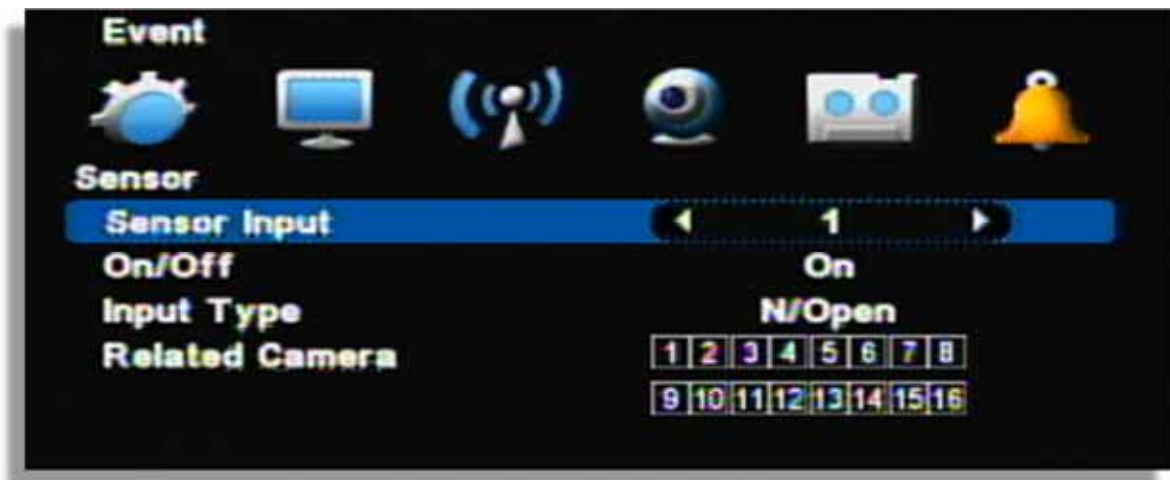 Event
Sensor
Sensor Input 1
On/Off On
Input Type N/Open
Related Camera 1 2 3 4 5 6 7 8
9 10 11 12 13 14 15 16